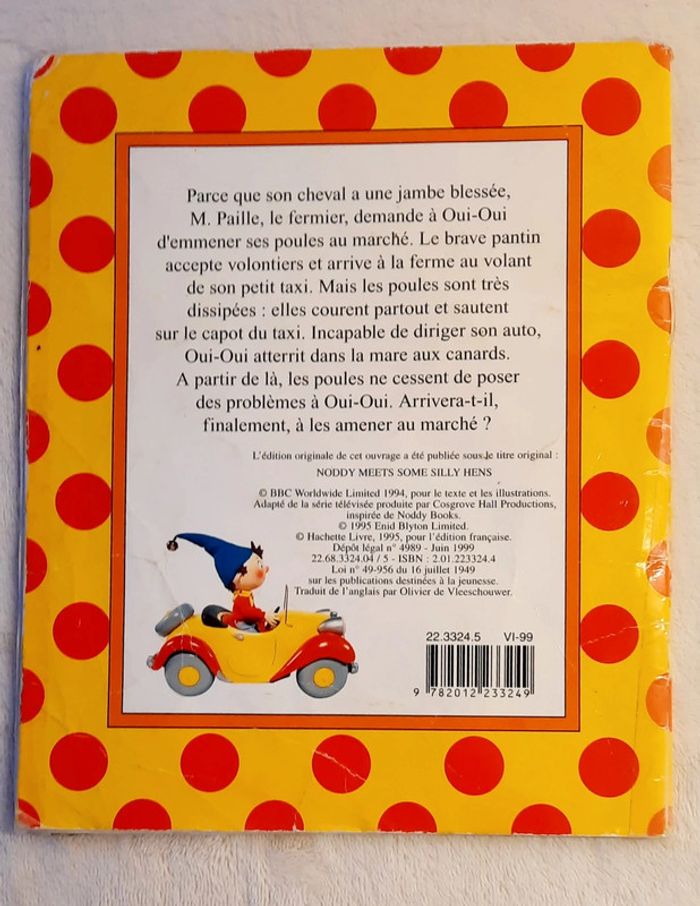 Parce que son cheval a une jambe blessée,
M. Paille, le fermier, demande à Oui-Oui
d'emmener ses poules au marché. Le brave pantin
accepte volontiers et arrive à la ferme au volant
de son petit taxi. Mais les poules sont très
dissipées : elles courent partout et sautent
sur le capot du taxi. Incapable de diriger son auto,
Oui-Oui atterrit dans la mare aux canards.
A partir de là, les poules ne cessent de poser
des problèmes à Oui-Oui. Arrivera-t-il,
finalement, à les amener au marché ?
L'édition originale de cet ouvrage a été publiée sous le titre original :
NODDY MEETS SOME SILLY HENS
© BBC Worldwide Limited 1994, pour le texte et les illustrations.
Adapté de la série télévisée produite par Cosgrove Hall Productions,
inspirée de Noddy Books.
© 1995 Enid Blyton Limited.
© Hachette Livre, 1995, pour l'édition française.
Dépôt légal n° 4989 - Juin 1999
22.68.3324.04 / 5 - ISBN : 2.01.223324.4
Loi n° 49-956 du 16 juillet 1949
sur les publications destinées à la jeunesse.
Traduit de l'anglais par Olivier de Vleeschouwer.
22.3324.5 VI-99
9 782012 233249